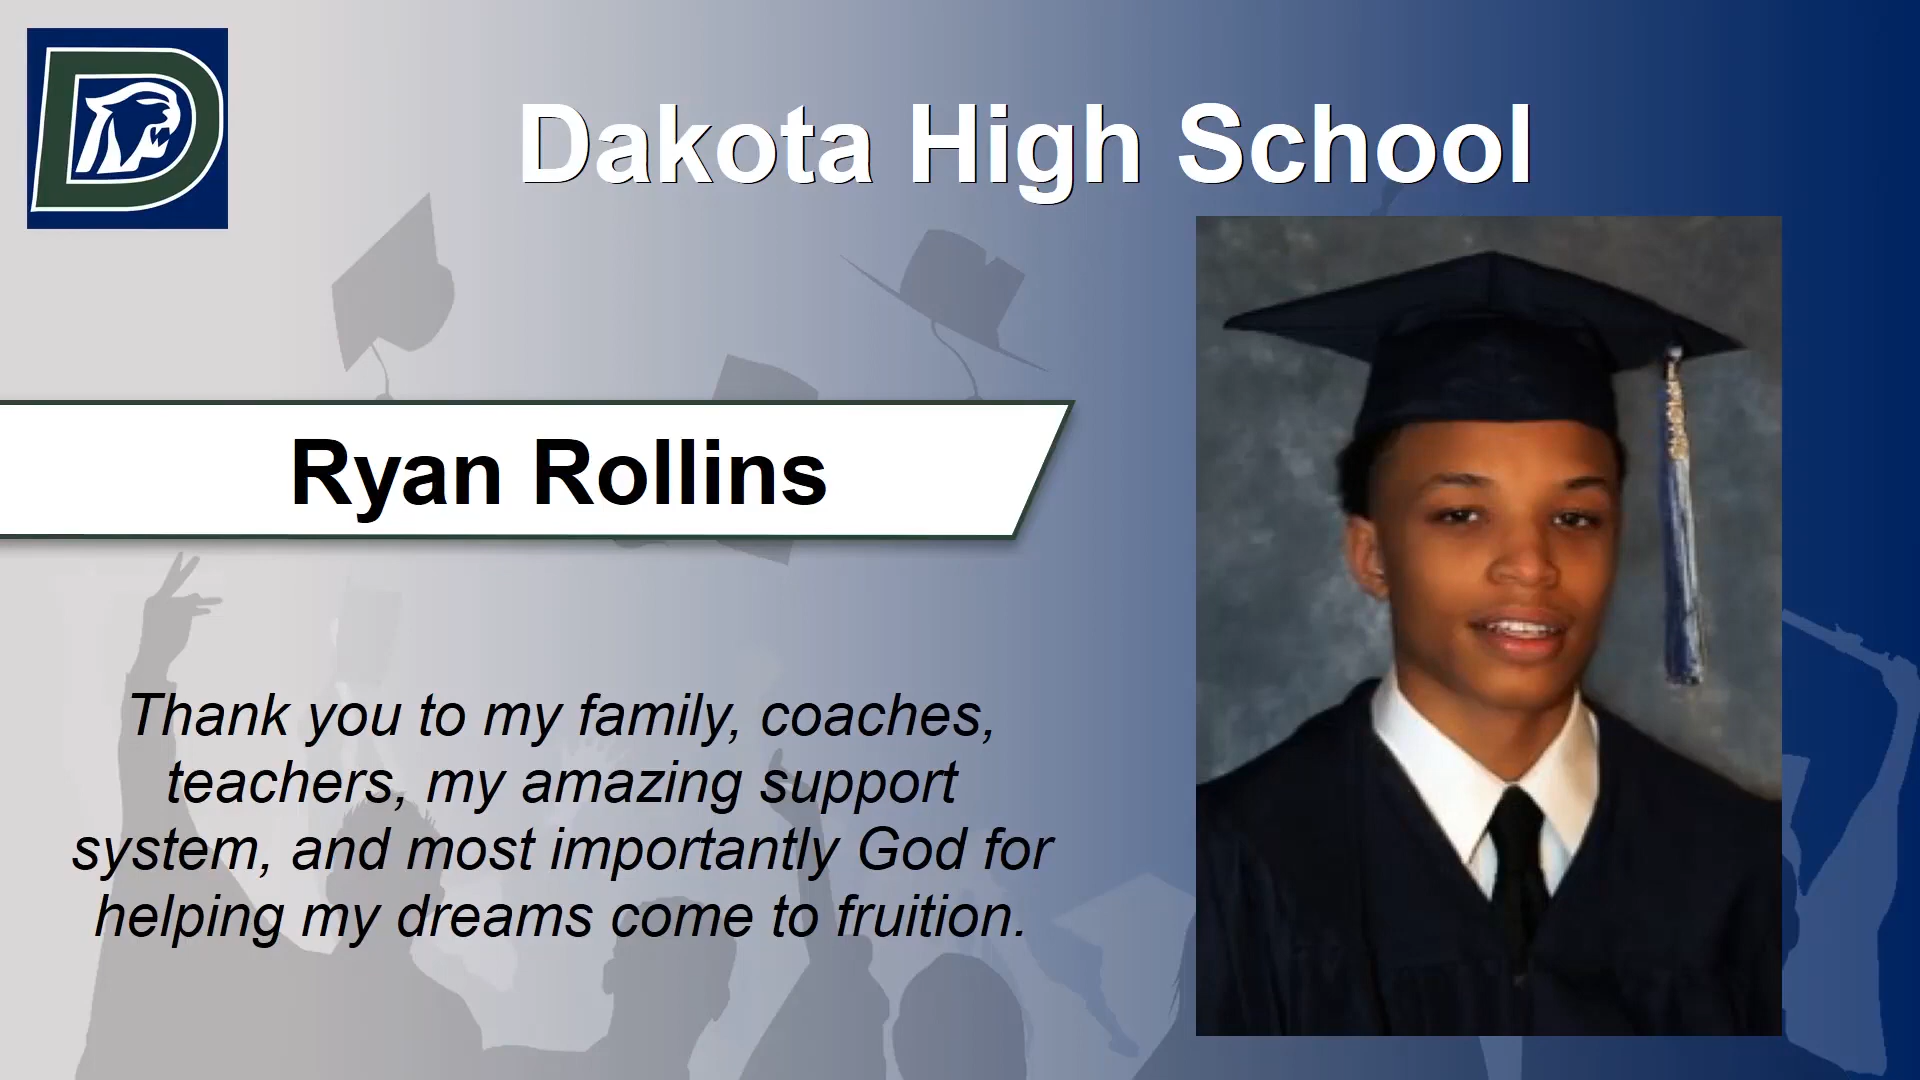 Dakota High School
Ryan Rollins
Thank you to my family, coaches,
teachers, my amazing support
system, and most importantly God for
helping my dreams come to fruition.
D